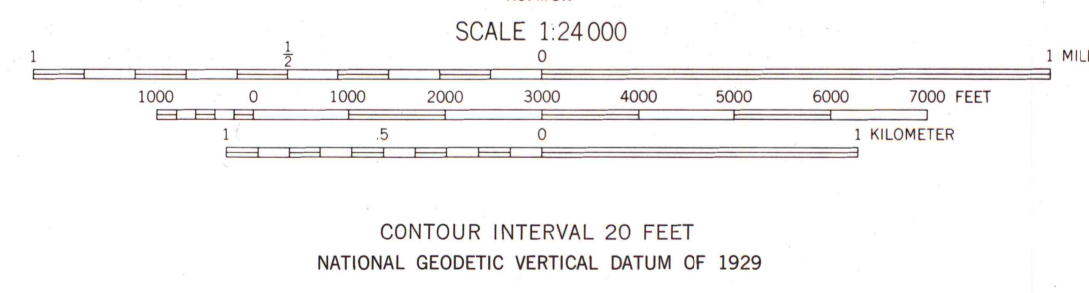 SCALE 1:24 000
1 1/2 0 1
1000 0 1000 2000 3000 4000 5000 6000 7000 FEET
1 .5 0 1 KILOMETER
CONTOUR INTERVAL 20 FEET
NATIONAL GEODETIC VERTICAL DATUM OF 1929